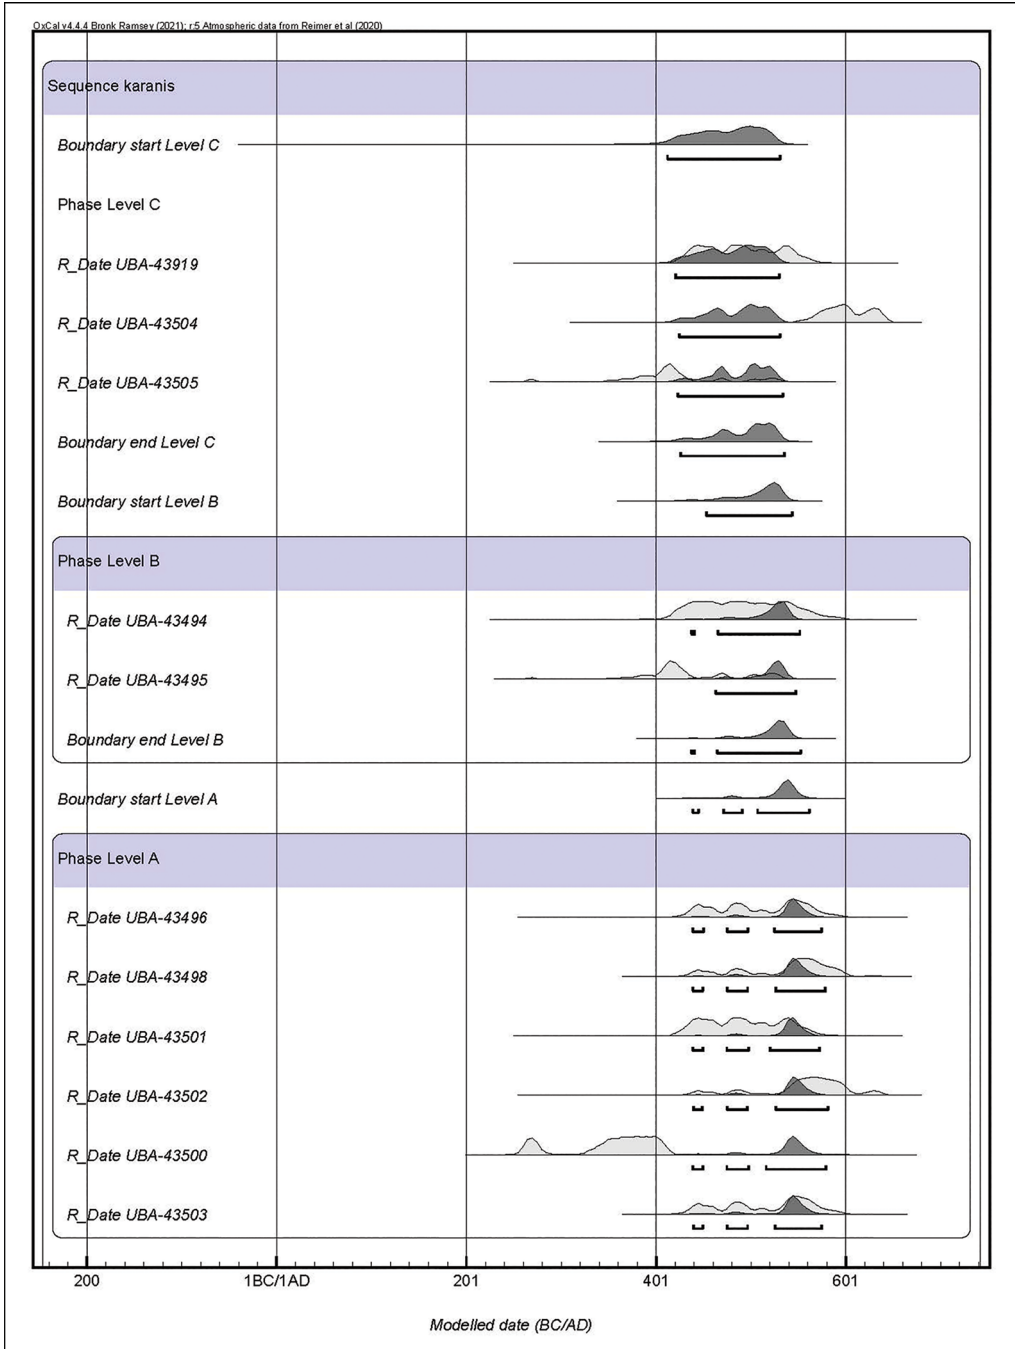 OxCal v4.4.4 Bronk Ramsey (2021); r:5 Atmospheric data from Reimer et al (2020)
Sequence karanis
Boundary start Level C
Phase Level C
R_Date UBA-43919
R_Date UBA-43504
R_Date UBA-43505
Boundary end Level C
Boundary start Level B
Phase Level B
R_Date UBA-43494
R_Date UBA-43495
Boundary end Level B
Boundary start Level A
Phase Level A
R_Date UBA-43496
R_Date UBA-43498
R_Date UBA-43501
R_Date UBA-43502
R_Date UBA-43500
R_Date UBA-43503
200 1BC/1AD 201 401 601
Modelled date (BC/AD)